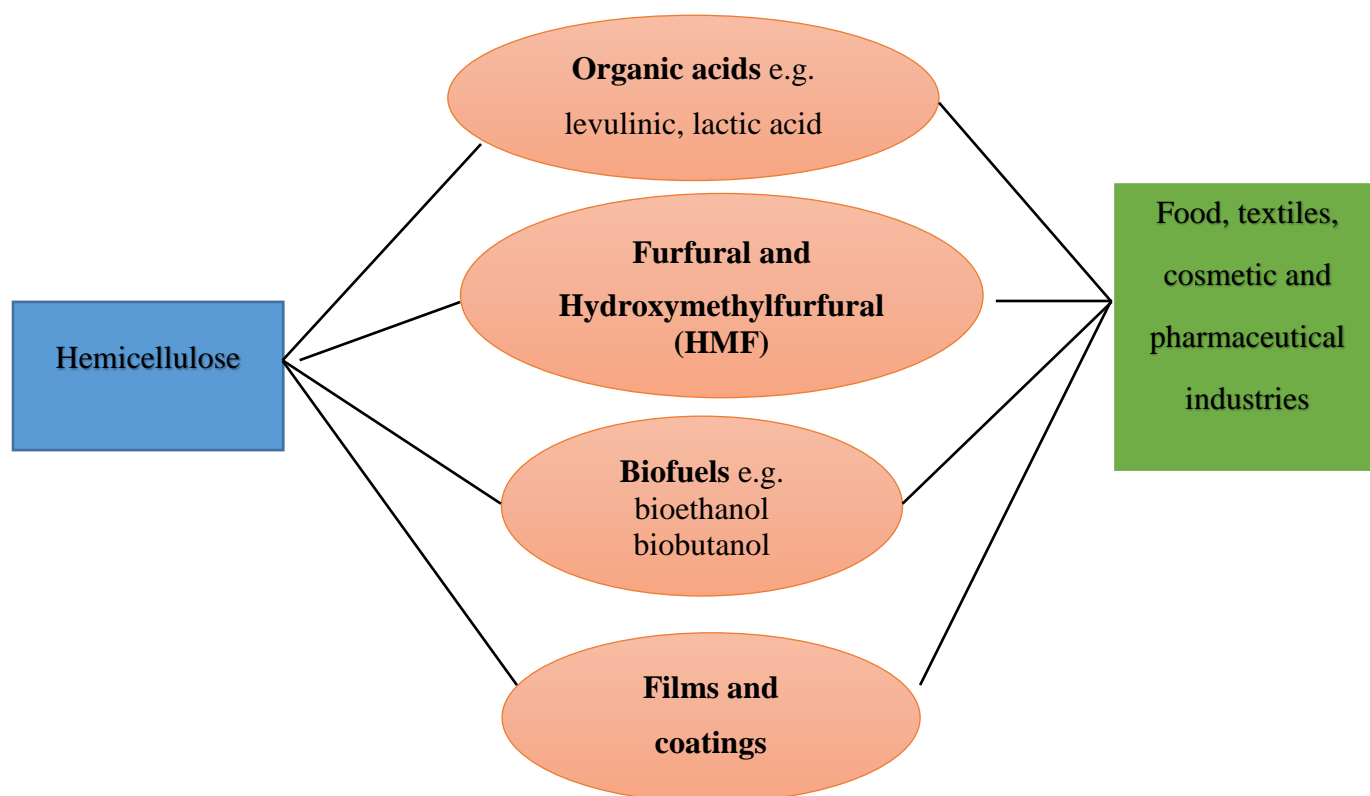 Organic acids e.g.
levulinic, lactic acid
Furfural and
Hydroxymethylfurfural
(HMF)
Hemicellulose
Food, textiles,
cosmetic and
pharmaceutical
industries
Biofuels e.g.
bioethanol
biobutanol
Films and
coatings